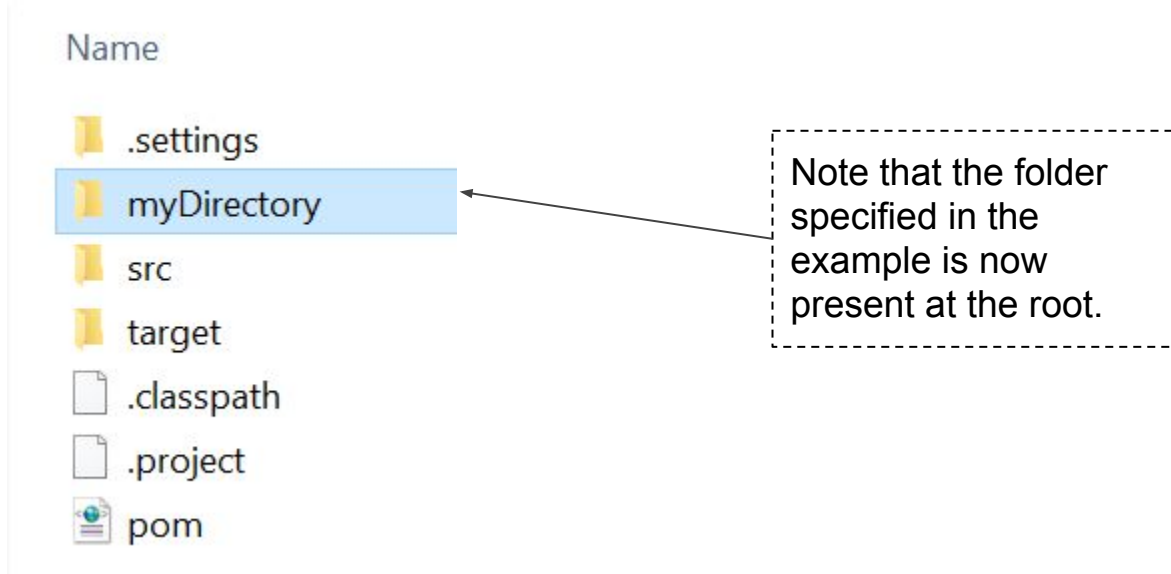 Name
.settings
myDirectory
src
target
.classpath
.project
pom
Note that the folder
specified in the
example is now
present at the root.